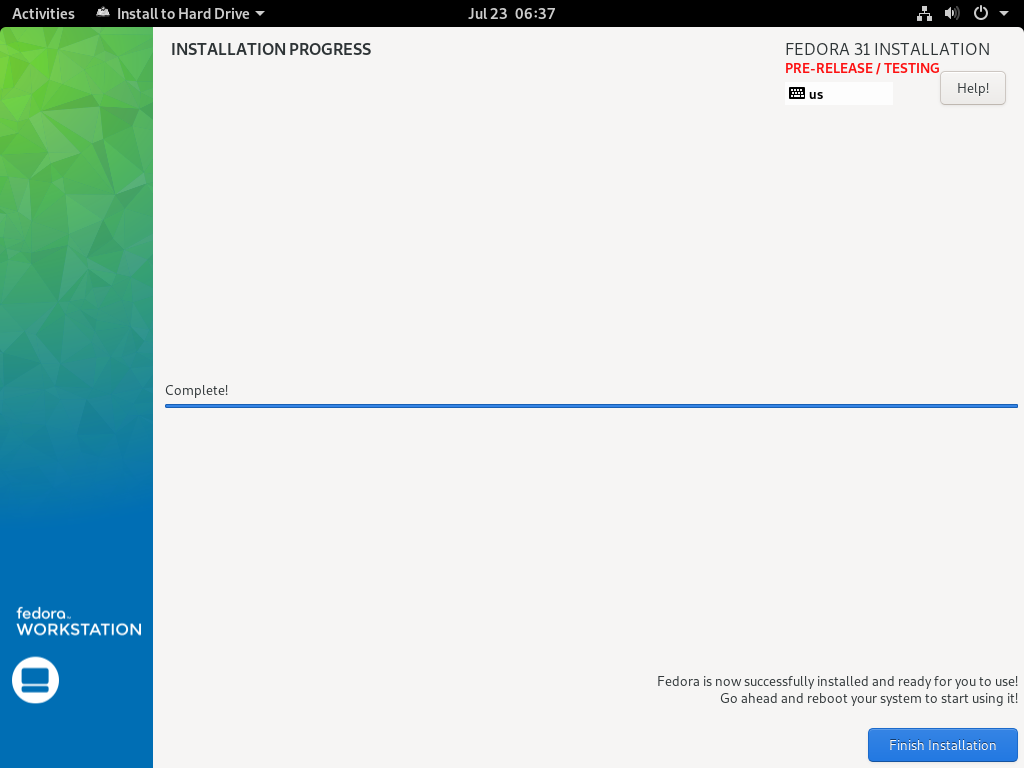 Activities Install to Hard Drive Jul 23 06:37
INSTALLATION PROGRESS
FEDORA 31 INSTALLATION
PRE-RELEASE / TESTING
us
Help!
Complete!
fedora
WORKSTATION
Fedora is now successfully installed and ready for you to use!
Go ahead and reboot your system to start using it!
Finish Installation